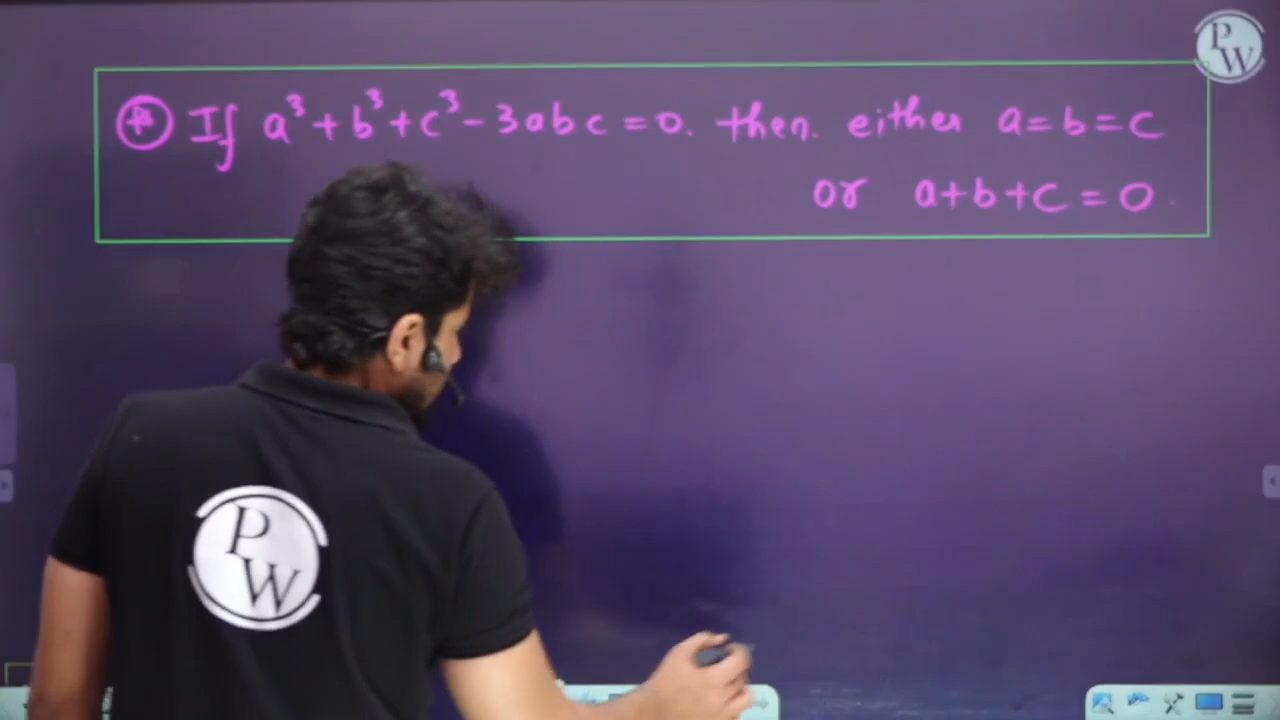 PW
If a³ + b³ + c³ - 3abc = 0. then. either a = b = c
or a + b + c = 0.
PW